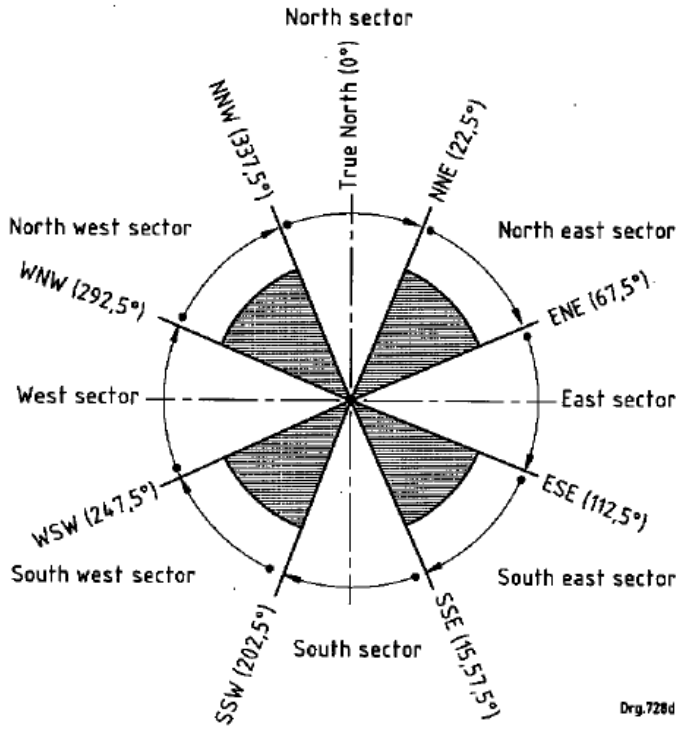 North sector
True North (0°)
NNW (337,5°)
NNE (22,5°)
North west sector
North east sector
WNW (292,5°)
ENE (67,5°)
West sector
East sector
WSW (247,5°)
ESE (112,5°)
South west sector
South east sector
SSW (202,5°)
SSE (15,57,5°)
South sector
Drg.728d